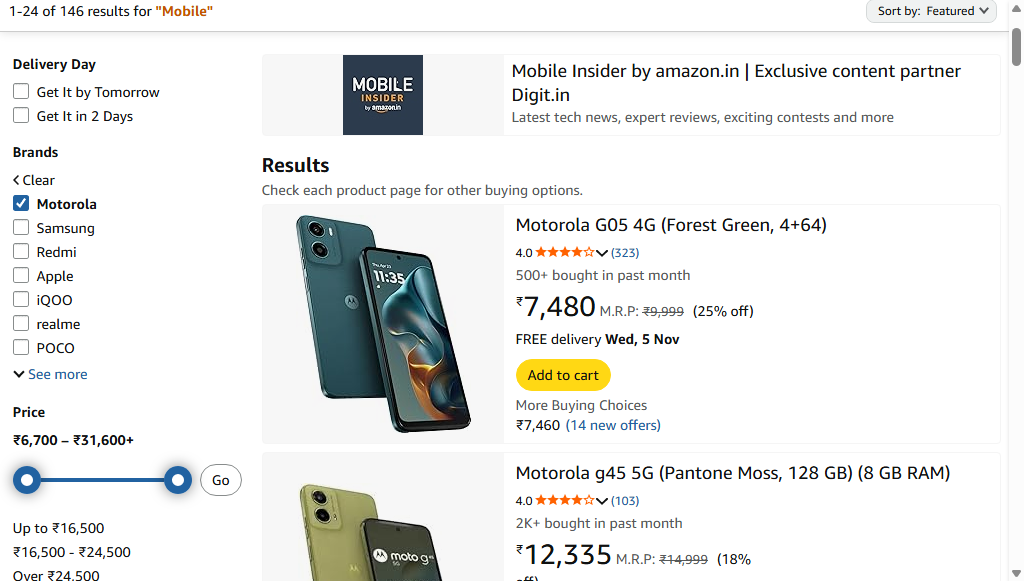 1-24 of 146 results for "Mobile"
Sort by: Featured
Delivery Day
Get It by Tomorrow
Get It in 2 Days
Brands
Clear
Motorola
Samsung
Redmi
Apple
iQOO
realme
POCO
See more
Price
₹6,700 – ₹31,600+
Go
Up to ₹16,500
₹16,500 - ₹24,500
Over ₹24,500
MOBILE
INSIDER
by amazon.in
Mobile Insider by amazon.in | Exclusive content partner
Digit.in
Latest tech news, expert reviews, exciting contests and more
Results
Check each product page for other buying options.
11:35
Motorola G05 4G (Forest Green, 4+64)
4.0 (323)
500+ bought in past month
₹7,480 M.R.P: ₹9,999 (25% off)
FREE delivery Wed, 5 Nov
Add to cart
More Buying Choices
₹7,460 (14 new offers)
moto g45
5G
Motorola g45 5G (Pantone Moss, 128 GB) (8 GB RAM)
4.0 (103)
2K+ bought in past month
₹12,335 M.R.P: ₹14,999 (18%
off)